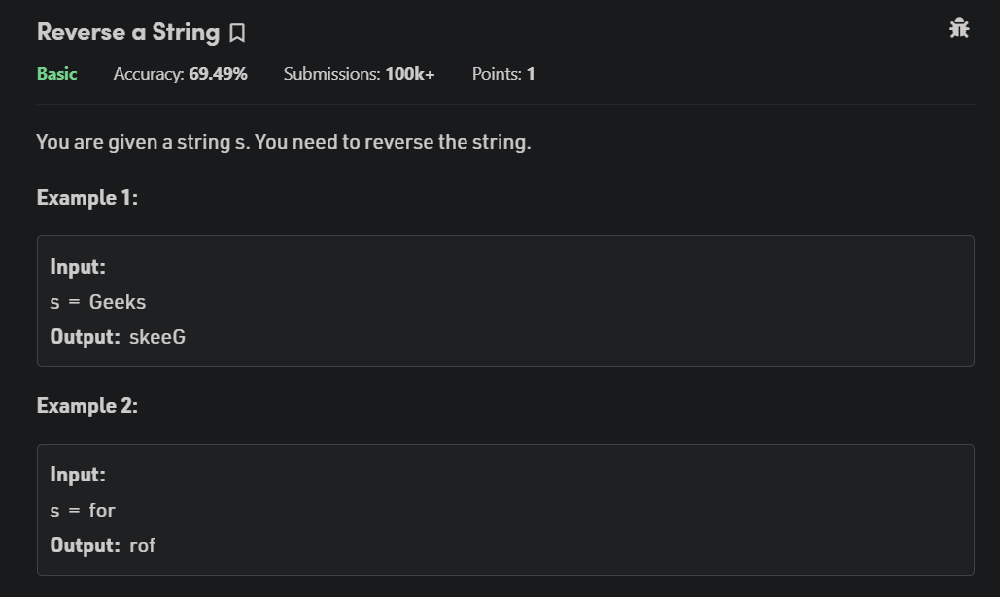 Reverse a String
Basic Accuracy: 69.49% Submissions: 100k+ Points: 1
You are given a string s. You need to reverse the string.
Example 1:
Input:
s = Geeks
Output: skeeG
Example 2:
Input:
s = for
Output: rof